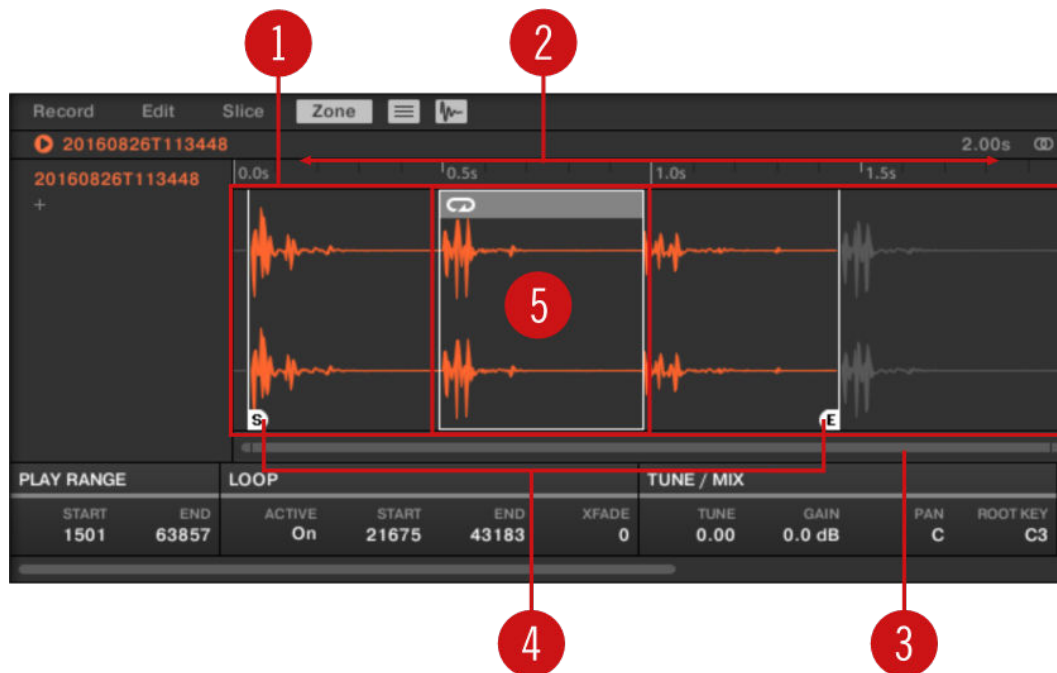 1 2
Record Edit Slice Zone
20160826T113448 2.00s
20160826T113448 0.0s 0.5s 1.0s 1.5s
+
5
S E
PLAY RANGE LOOP TUNE / MIX
START END ACTIVE START END XFADE TUNE GAIN PAN ROOT KEY
1501 63857 On 21675 43183 0 0.00 0.0 dB C C3
4 3